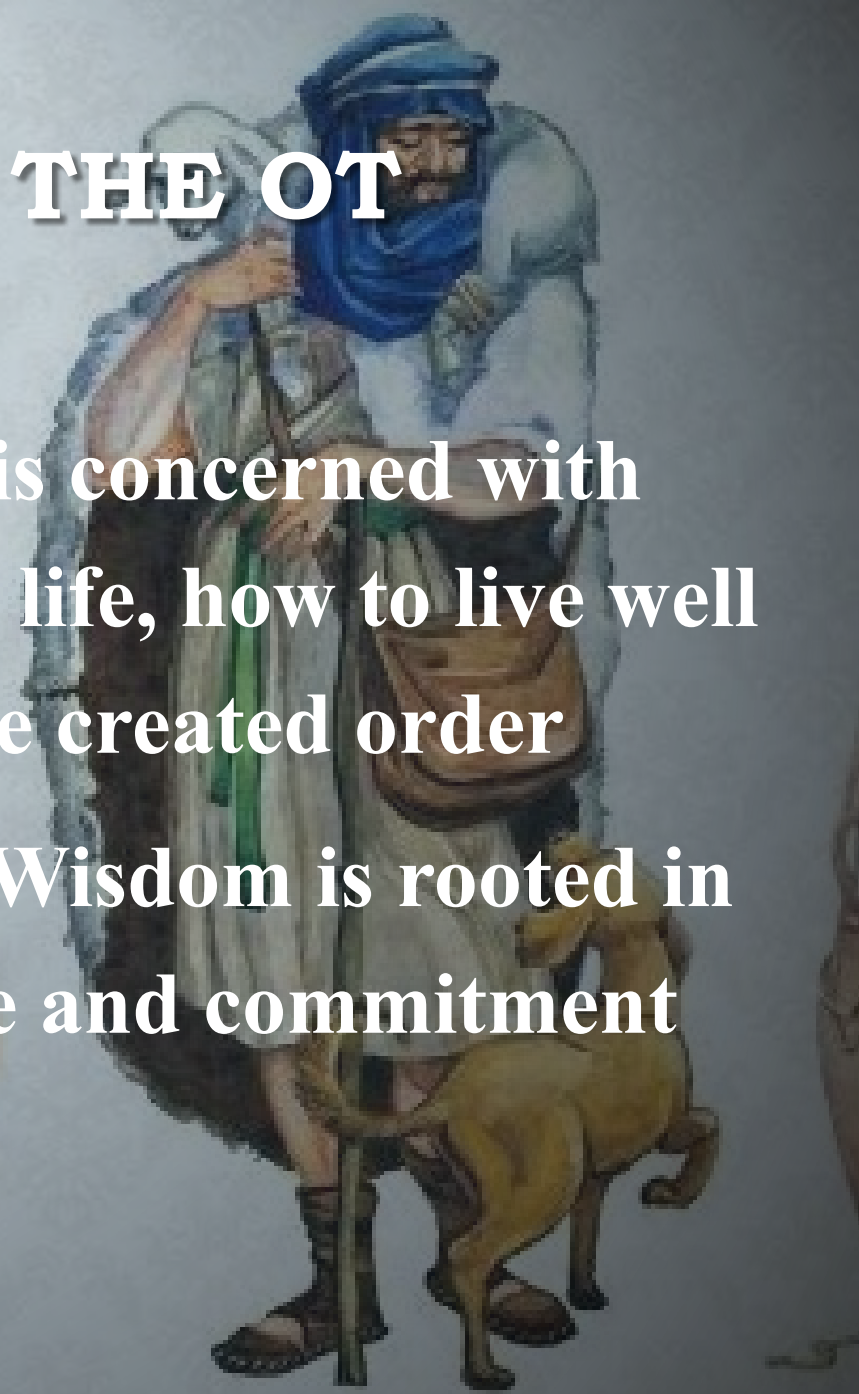 THE OT
is concerned with
life, how to live well
e created order
Wisdom is rooted in
e and commitment